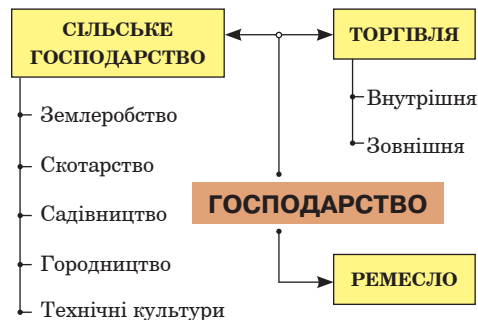 СІЛЬСЬКЕ
ГОСПОДАРСТВО
Землеробство
Скотарство
Садівництво
Городництво
Технічні культури
ТОРГІВЛЯ
Внутрішня
Зовнішня
ГОСПОДАРСТВО
РЕМЕСЛО